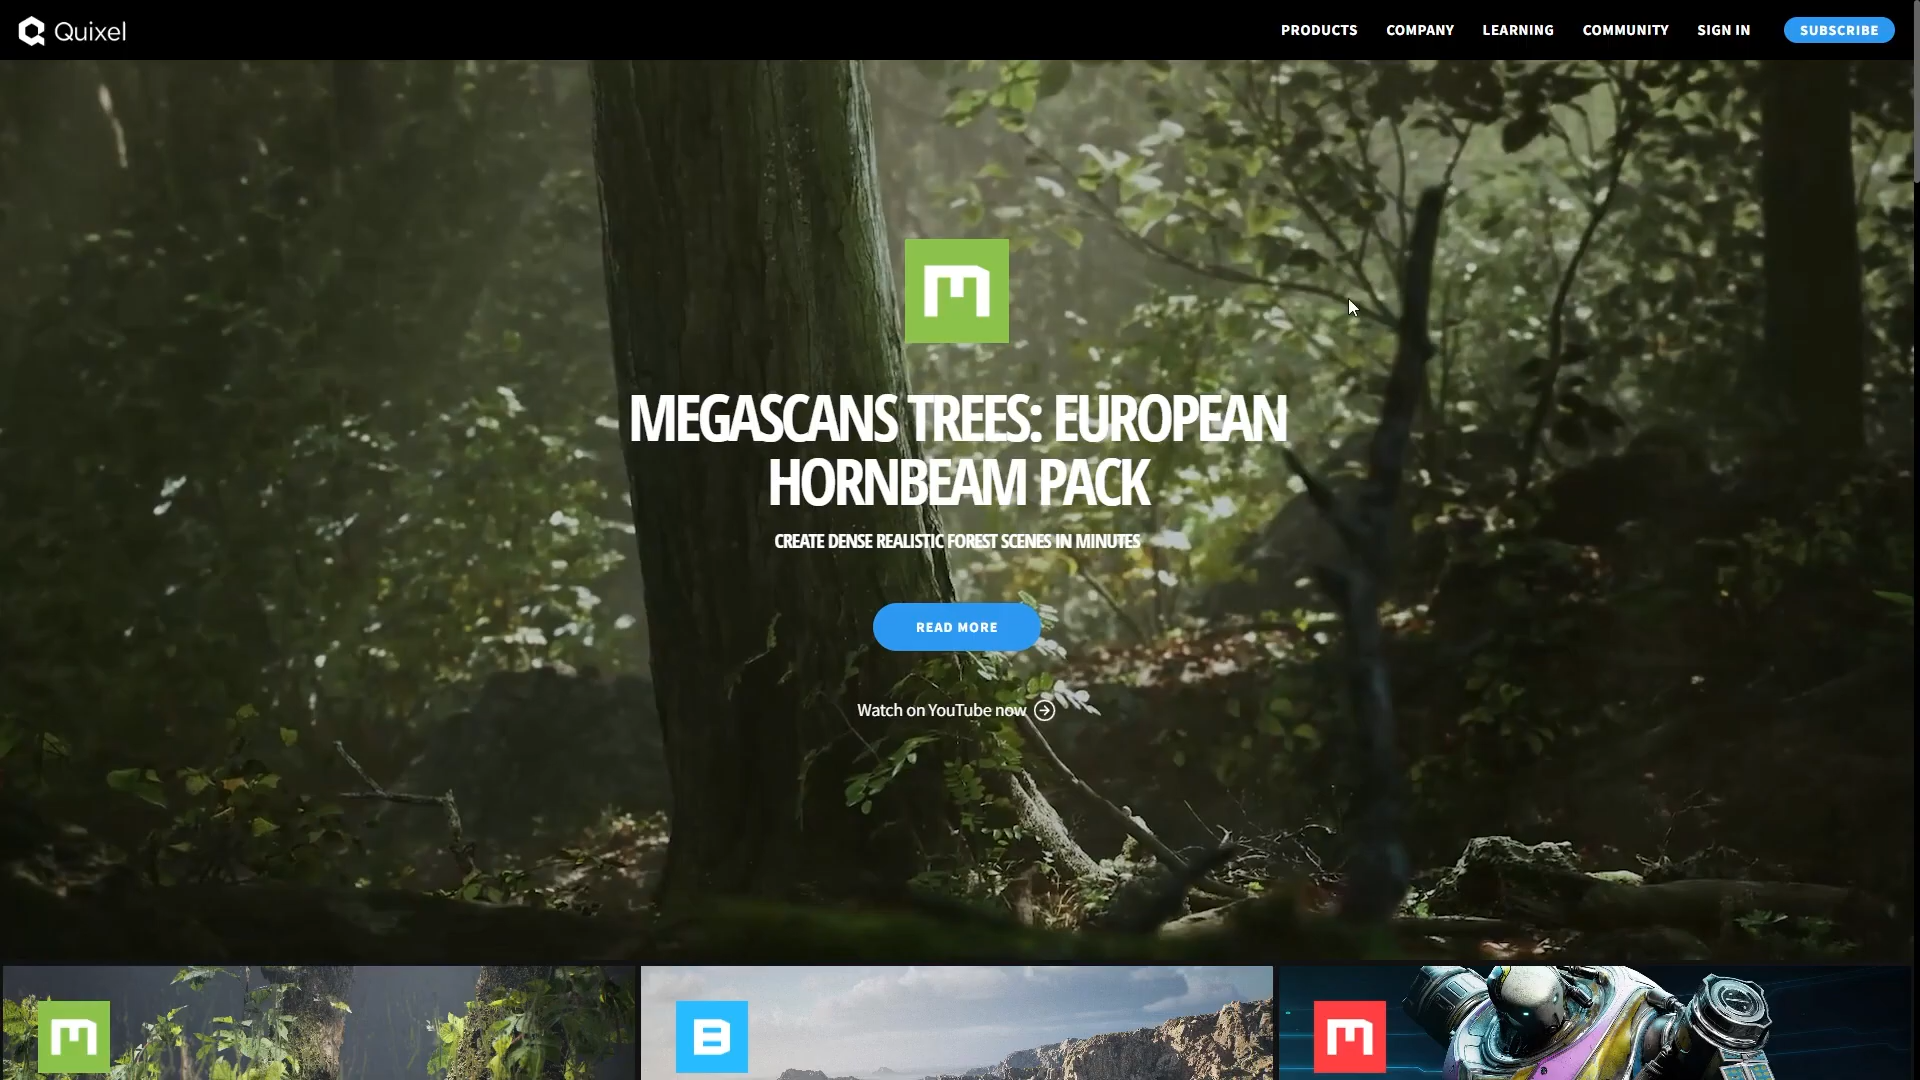 Quixel
PRODUCTS COMPANY LEARNING COMMUNITY SIGN IN SUBSCRIBE
MEGASCANS TREES: EUROPEAN
HORNBEAM PACK
CREATE DENSE REALISTIC FOREST SCENES IN MINUTES
READ MORE
Watch on YouTube now